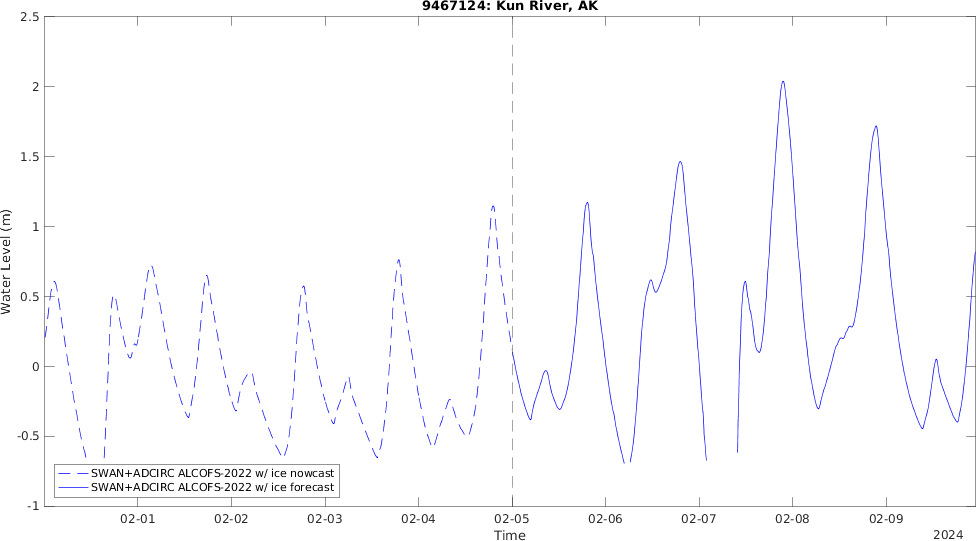 9467124: Kun River, AK
2.5
2
1.5
1
0.5
0
-0.5
-1
Water Level (m)
SWAN+ADCIRC ALCOFS-2022 w/ ice nowcast
SWAN+ADCIRC ALCOFS-2022 w/ ice forecast
02-01 02-02 02-03 02-04 02-05 02-06 02-07 02-08 02-09
Time
2024